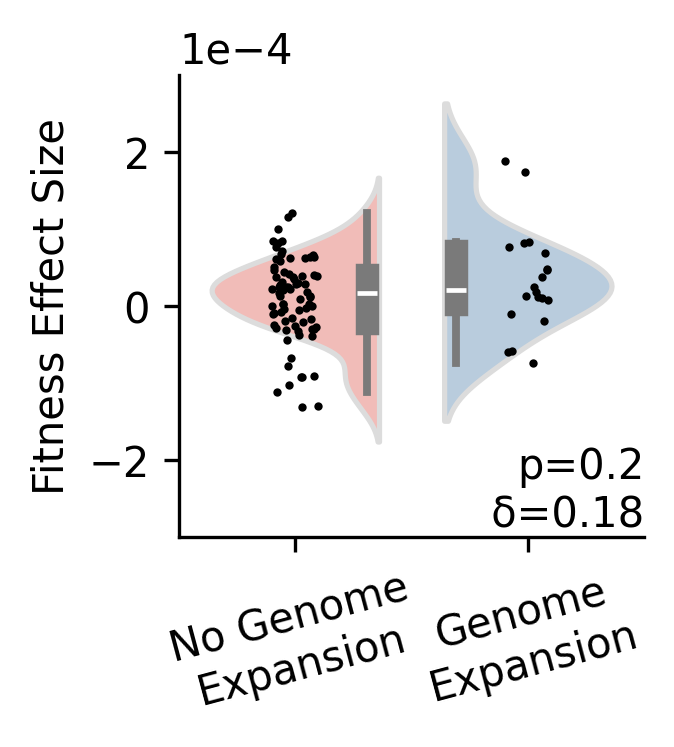 1e−4
Fitness Effect Size
2
0
−2
p=0.2
δ=0.18
No Genome
Expansion
Genome
Expansion